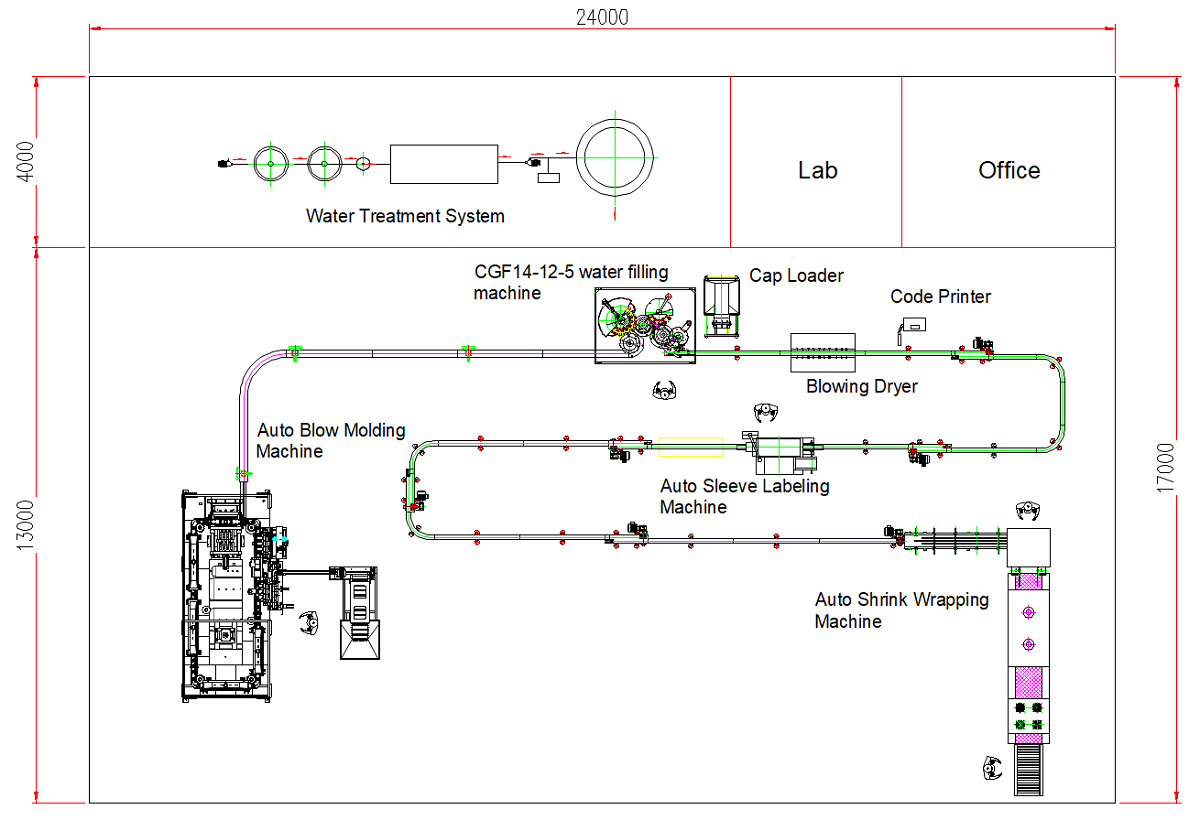 24000
4000
Lab
Office
Water Treatment System
CGF14-12-5 water filling
machine
Cap Loader
Code Printer
Blowing Dryer
Auto Blow Molding
Machine
Auto Sleeve Labeling
Machine
17000
13000
Auto Shrink Wrapping
Machine